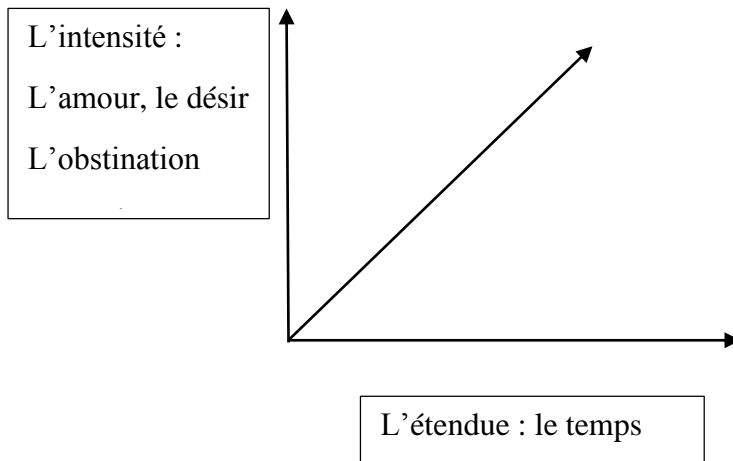 L’intensité :
L’amour, le désir
L’obstination
L’étendue : le temps